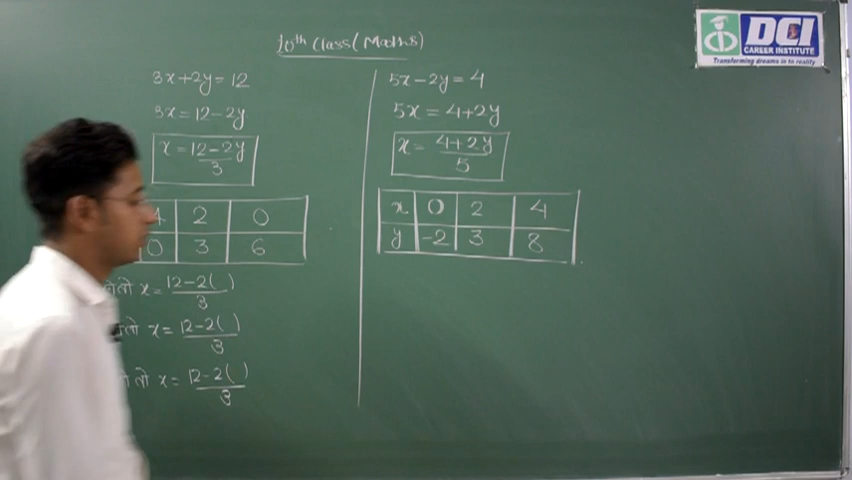 10th Class (Maths)
DCI
CAREER INSTITUTE
Transforming dreams in to reality
3x+2y=12
3x=12-2y
x=12-2y
3
4 2 0
0 3 6
तो x=12-2( )
3
तो x=12-2( )
3
तो x=12-2( )
3
5x-2y=4
5x=4+2y
x=4+2y
5
x 0 2 4
y -2 3 8